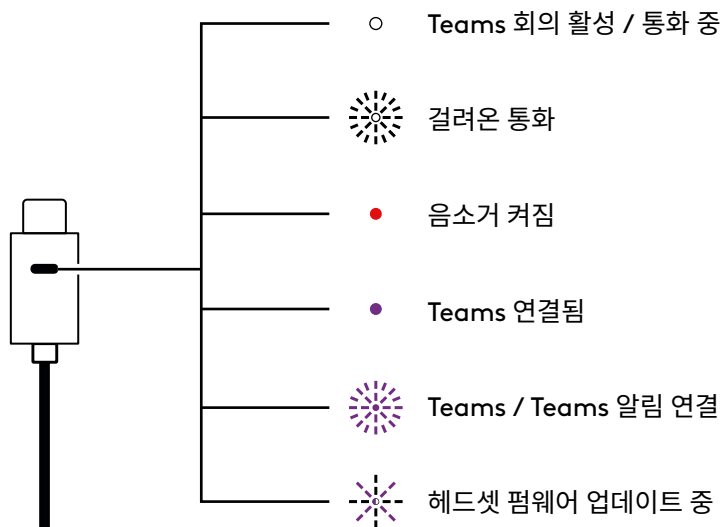 Teams 회의 활성 / 통화 중
걸려온 통화
음소거 켜짐
Teams 연결됨
Teams / Teams 알림 연결
헤드셋 펌웨어 업데이트 중